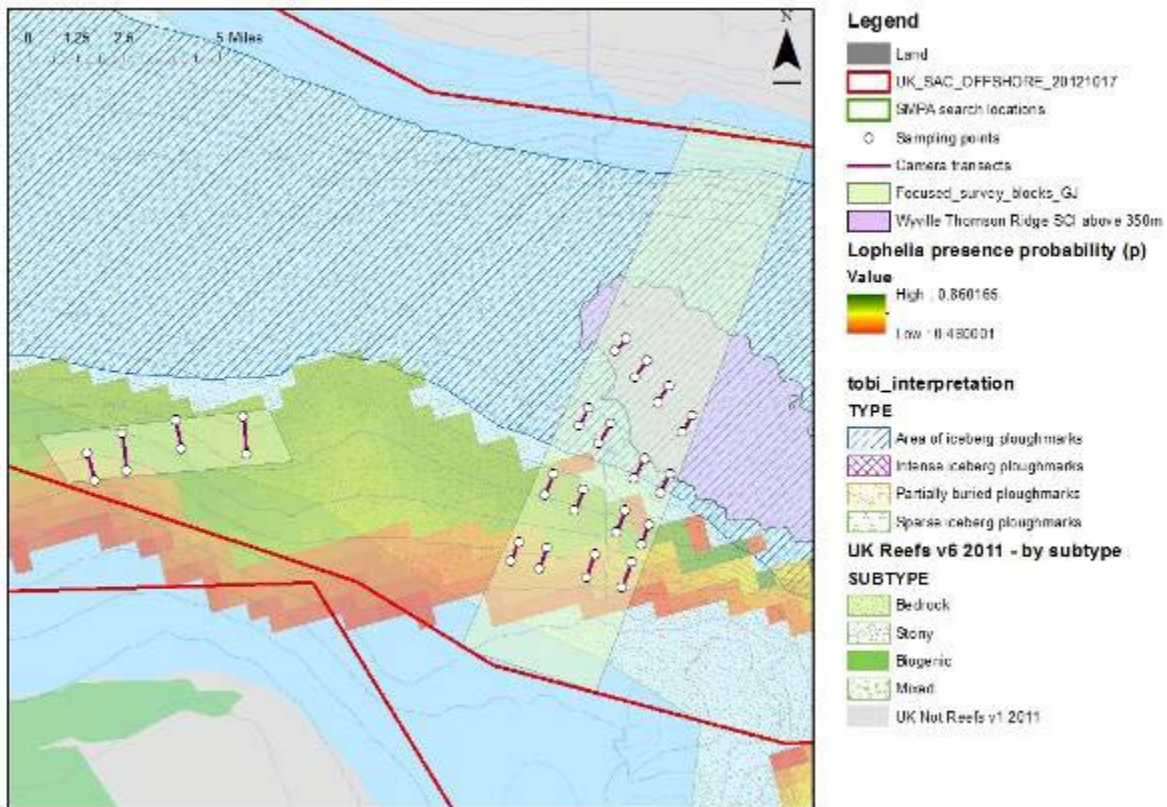 0 1.25 2.5 5 Miles
N
Legend
Land
UK_SAC_OFFSHORE_20121017
SMPA search locations
Sampling points
Camera transects
Focused_survey_blocks_GJ
Wyville Thomson Ridge SCI above 350m
Lophelia presence probability (p)
Value
High : 0.860165
Low : 0.480001
tobi_interpretation
TYPE
Area of iceberg ploughmarks
Intense iceberg ploughmarks
Partially buried ploughmarks
Sparse iceberg ploughmarks
UK Reefs v6 2011 - by subtype
SUBTYPE
Bedrock
Stony
Biogenic
Mixed
UK Not Reefs v1 2011